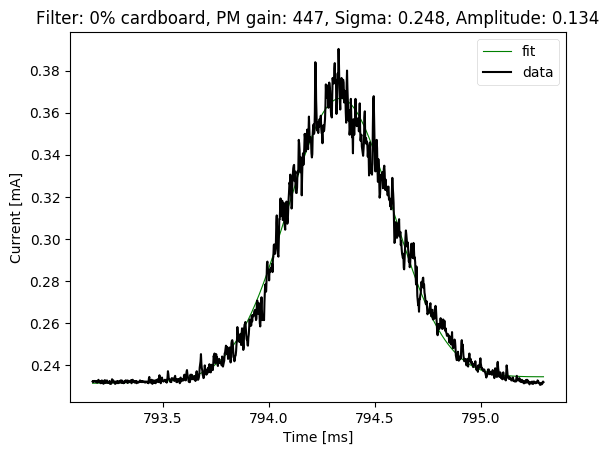 Filter: 0% cardboard, PM gain: 447, Sigma: 0.248, Amplitude: 0.134
fit
data
0.38
0.36
0.34
0.32
0.30
0.28
0.26
0.24
Current [mA]
793.5 794.0 794.5 795.0
Time [ms]